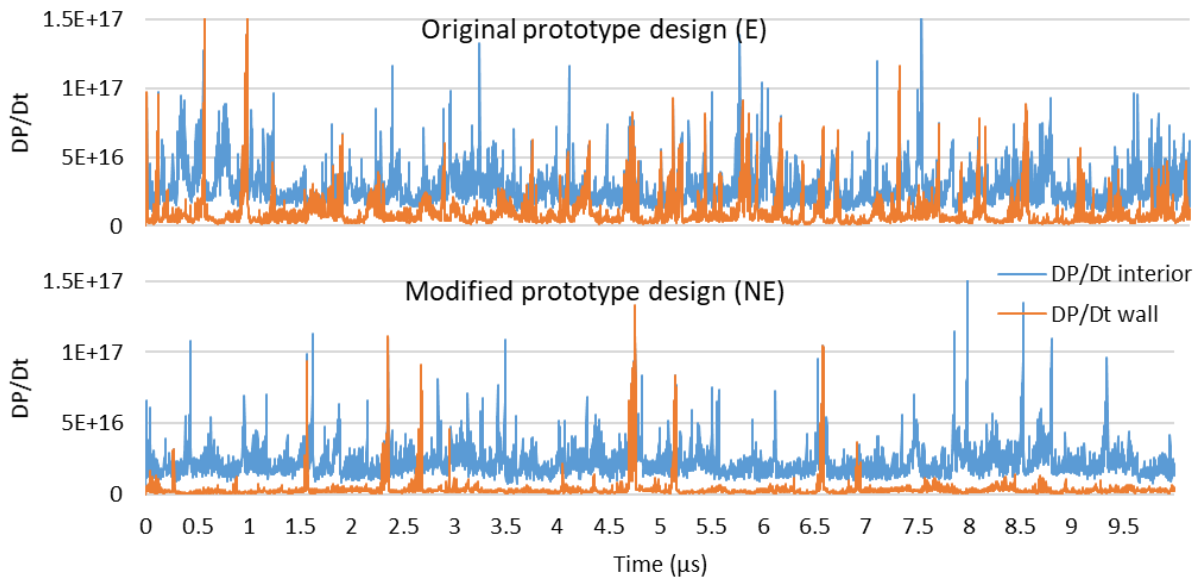 1.5E+17
Original prototype design (E)
1E+17
DP/Dt
5E+16
0
1.5E+17
Modified prototype design (NE)
DP/Dt interior
DP/Dt wall
1E+17
DP/Dt
5E+16
0
0 0.5 1 1.5 2 2.5 3 3.5 4 4.5 5 5.5 6 6.5 7 7.5 8 8.5 9 9.5
Time (μs)